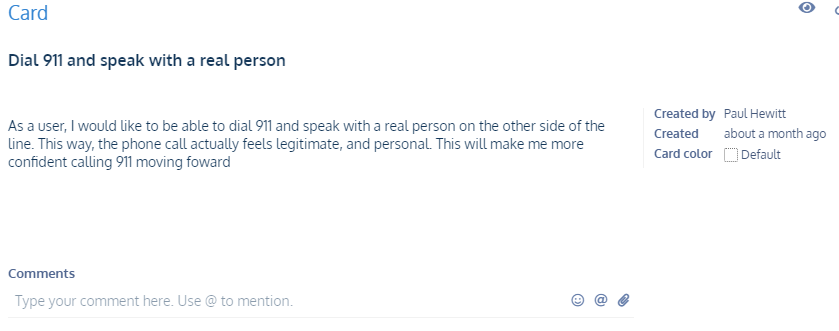 Card
Dial 911 and speak with a real person
As a user, I would like to be able to dial 911 and speak with a real person on the other side of the
line. This way, the phone call actually feels legitimate, and personal. This will make me more
confident calling 911 moving foward
Created by Paul Hewitt
Created about a month ago
Card color Default
Comments
Type your comment here. Use @ to mention.